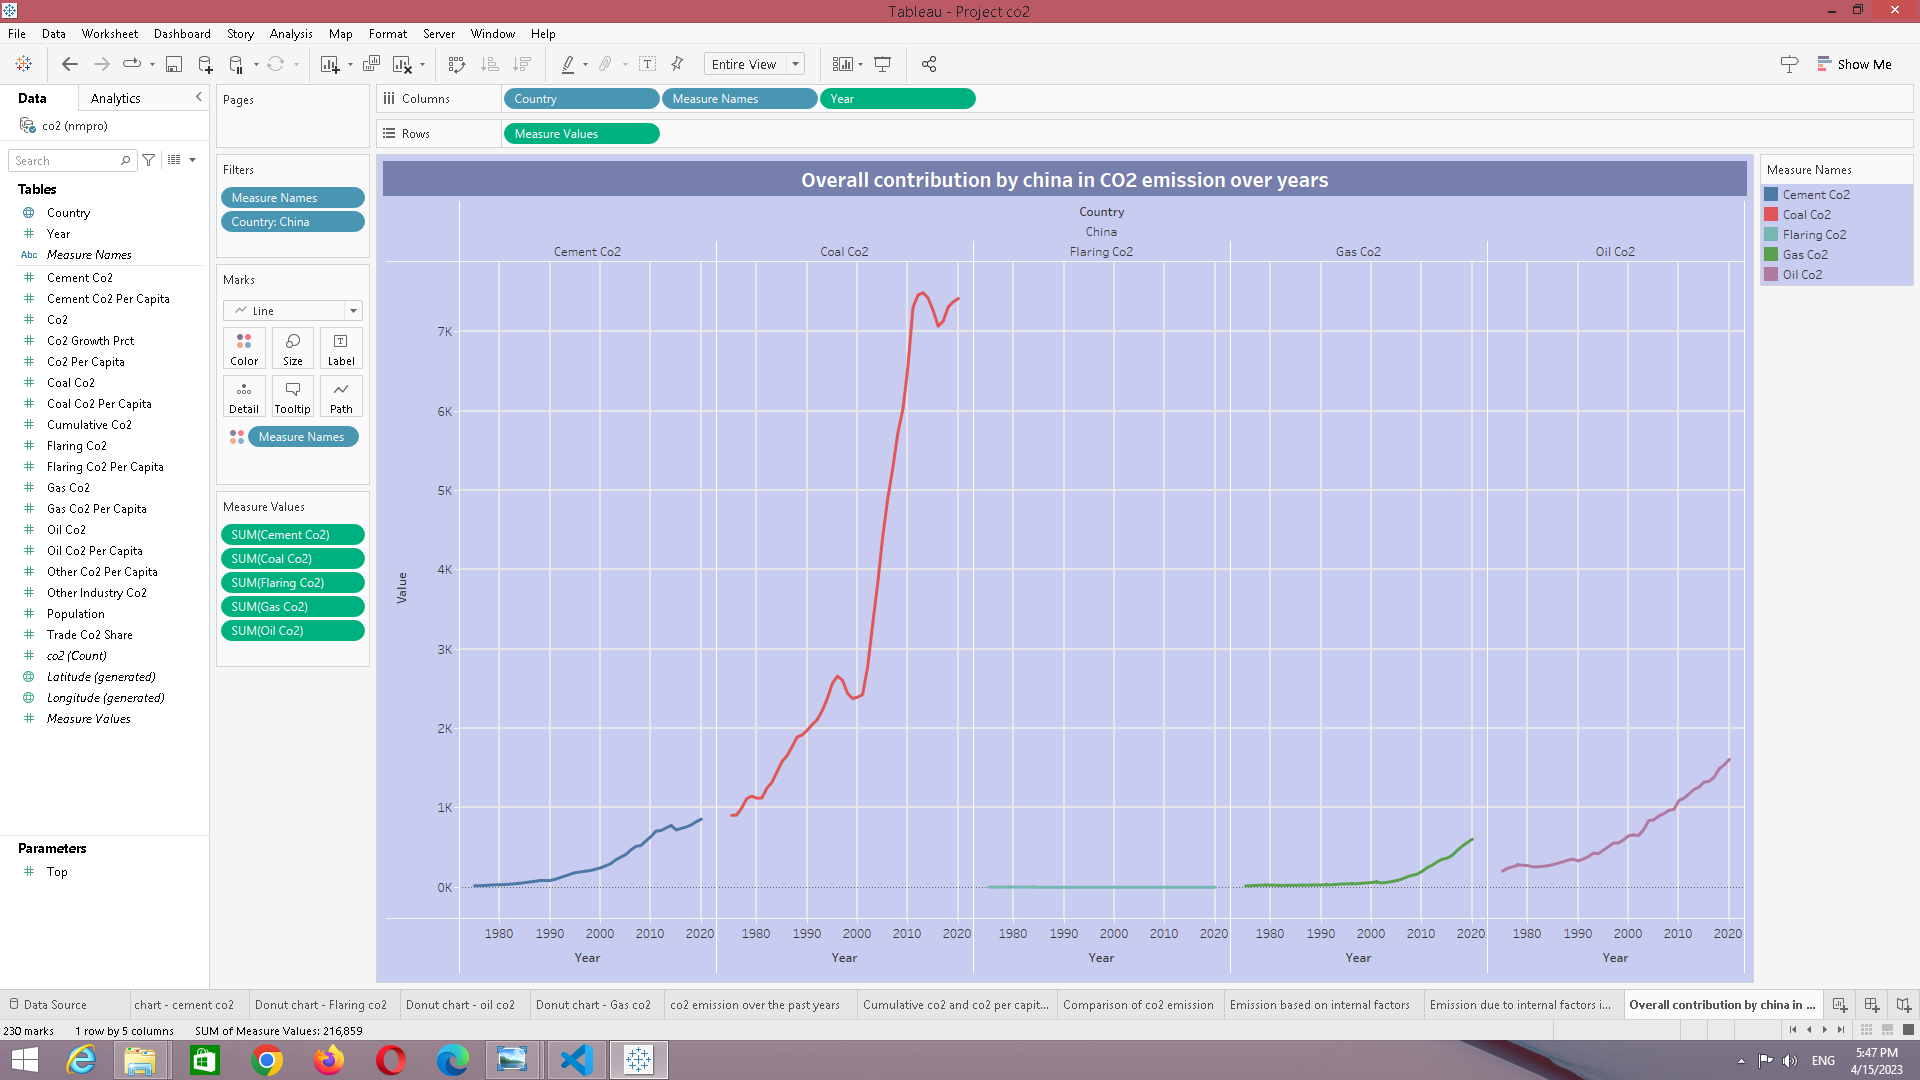 Tableau - Project co2
File Data Worksheet Dashboard Story Analysis Map Format Server Window Help
Entire View
Show Me
Data Analytics
co2 (nmpro)
Search
Tables
Country
Year
Abc Measure Names
Cement Co2
Cement Co2 Per Capita
Co2
Co2 Growth Prct
Co2 Per Capita
Coal Co2
Coal Co2 Per Capita
Cumulative Co2
Flaring Co2
Flaring Co2 Per Capita
Gas Co2
Gas Co2 Per Capita
Oil Co2
Oil Co2 Per Capita
Other Co2 Per Capita
Other Industry Co2
Population
Trade Co2 Share
co2 (Count)
Latitude (generated)
Longitude (generated)
Measure Values
Parameters
Top
Pages
Filters
Measure Names
Country: China
Marks
Line
Color Size Label
Detail Tooltip Path
Measure Names
Measure Values
SUM(Cement Co2)
SUM(Coal Co2)
SUM(Flaring Co2)
SUM(Gas Co2)
SUM(Oil Co2)
Columns Country Measure Names Year
Rows Measure Values
Overall contribution by china in CO2 emission over years
Country
China
Cement Co2 Coal Co2 Flaring Co2 Gas Co2 Oil Co2
7K
6K
5K
4K
3K
2K
1K
0K
Value
1980 1990 2000 2010 2020 1980 1990 2000 2010 2020 1980 1990 2000 2010 2020 1980 1990 2000 2010 2020 1980 1990 2000 2010 2020
Year Year Year Year Year
Measure Names
Cement Co2
Coal Co2
Flaring Co2
Gas Co2
Oil Co2
Data Source chart - cement co2 Donut chart - Flaring co2 Donut chart - oil co2 Donut chart - Gas co2 co2 emission over the past years Cumulative co2 and co2 per capit... Comparison of co2 emission Emission based on internal factors Emission due to internal factors i... Overall contribution by china in ...
230 marks 1 row by 5 columns SUM of Measure Values: 216,859
ENG
5:47 PM
4/15/2023